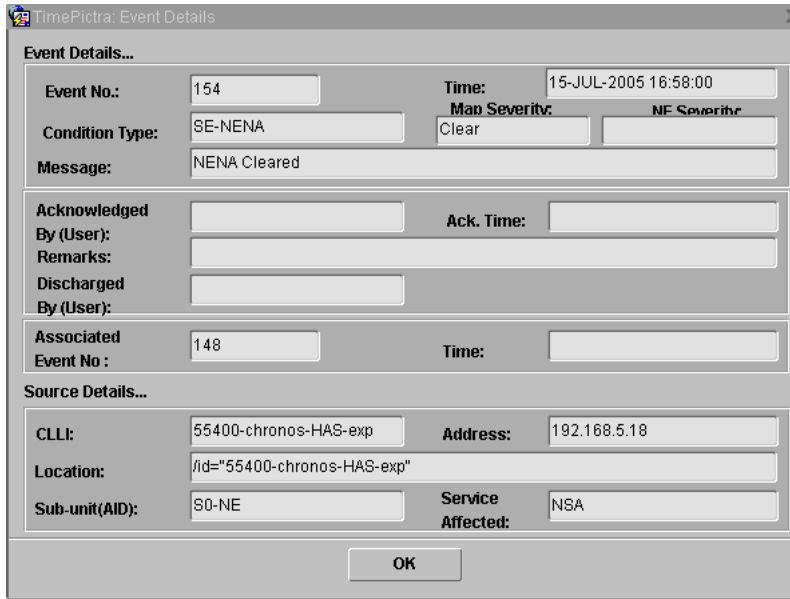 TimePictra: Event Details
Event Details...
Event No.: 154 Time: 15-JUL-2005 16:58:00
Map Severity: NE Severity:
Condition Type: SE-NENA Clear
Message: NENA Cleared
Acknowledged By (User): Ack. Time:
Remarks:
Discharged By (User):
Associated Event No : 148 Time:
Source Details...
CLLI: 55400-chronos-HAS-exp Address: 192.168.5.18
Location: /id="55400-chronos-HAS-exp"
Sub-unit(AID): S0-NE Service Affected: NSA
OK